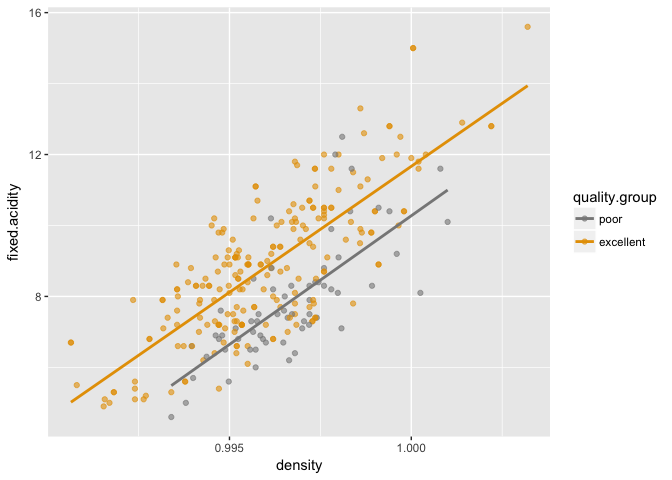 16
12
8
fixed.acidity
0.995
1.000
density
quality.group
poor
excellent